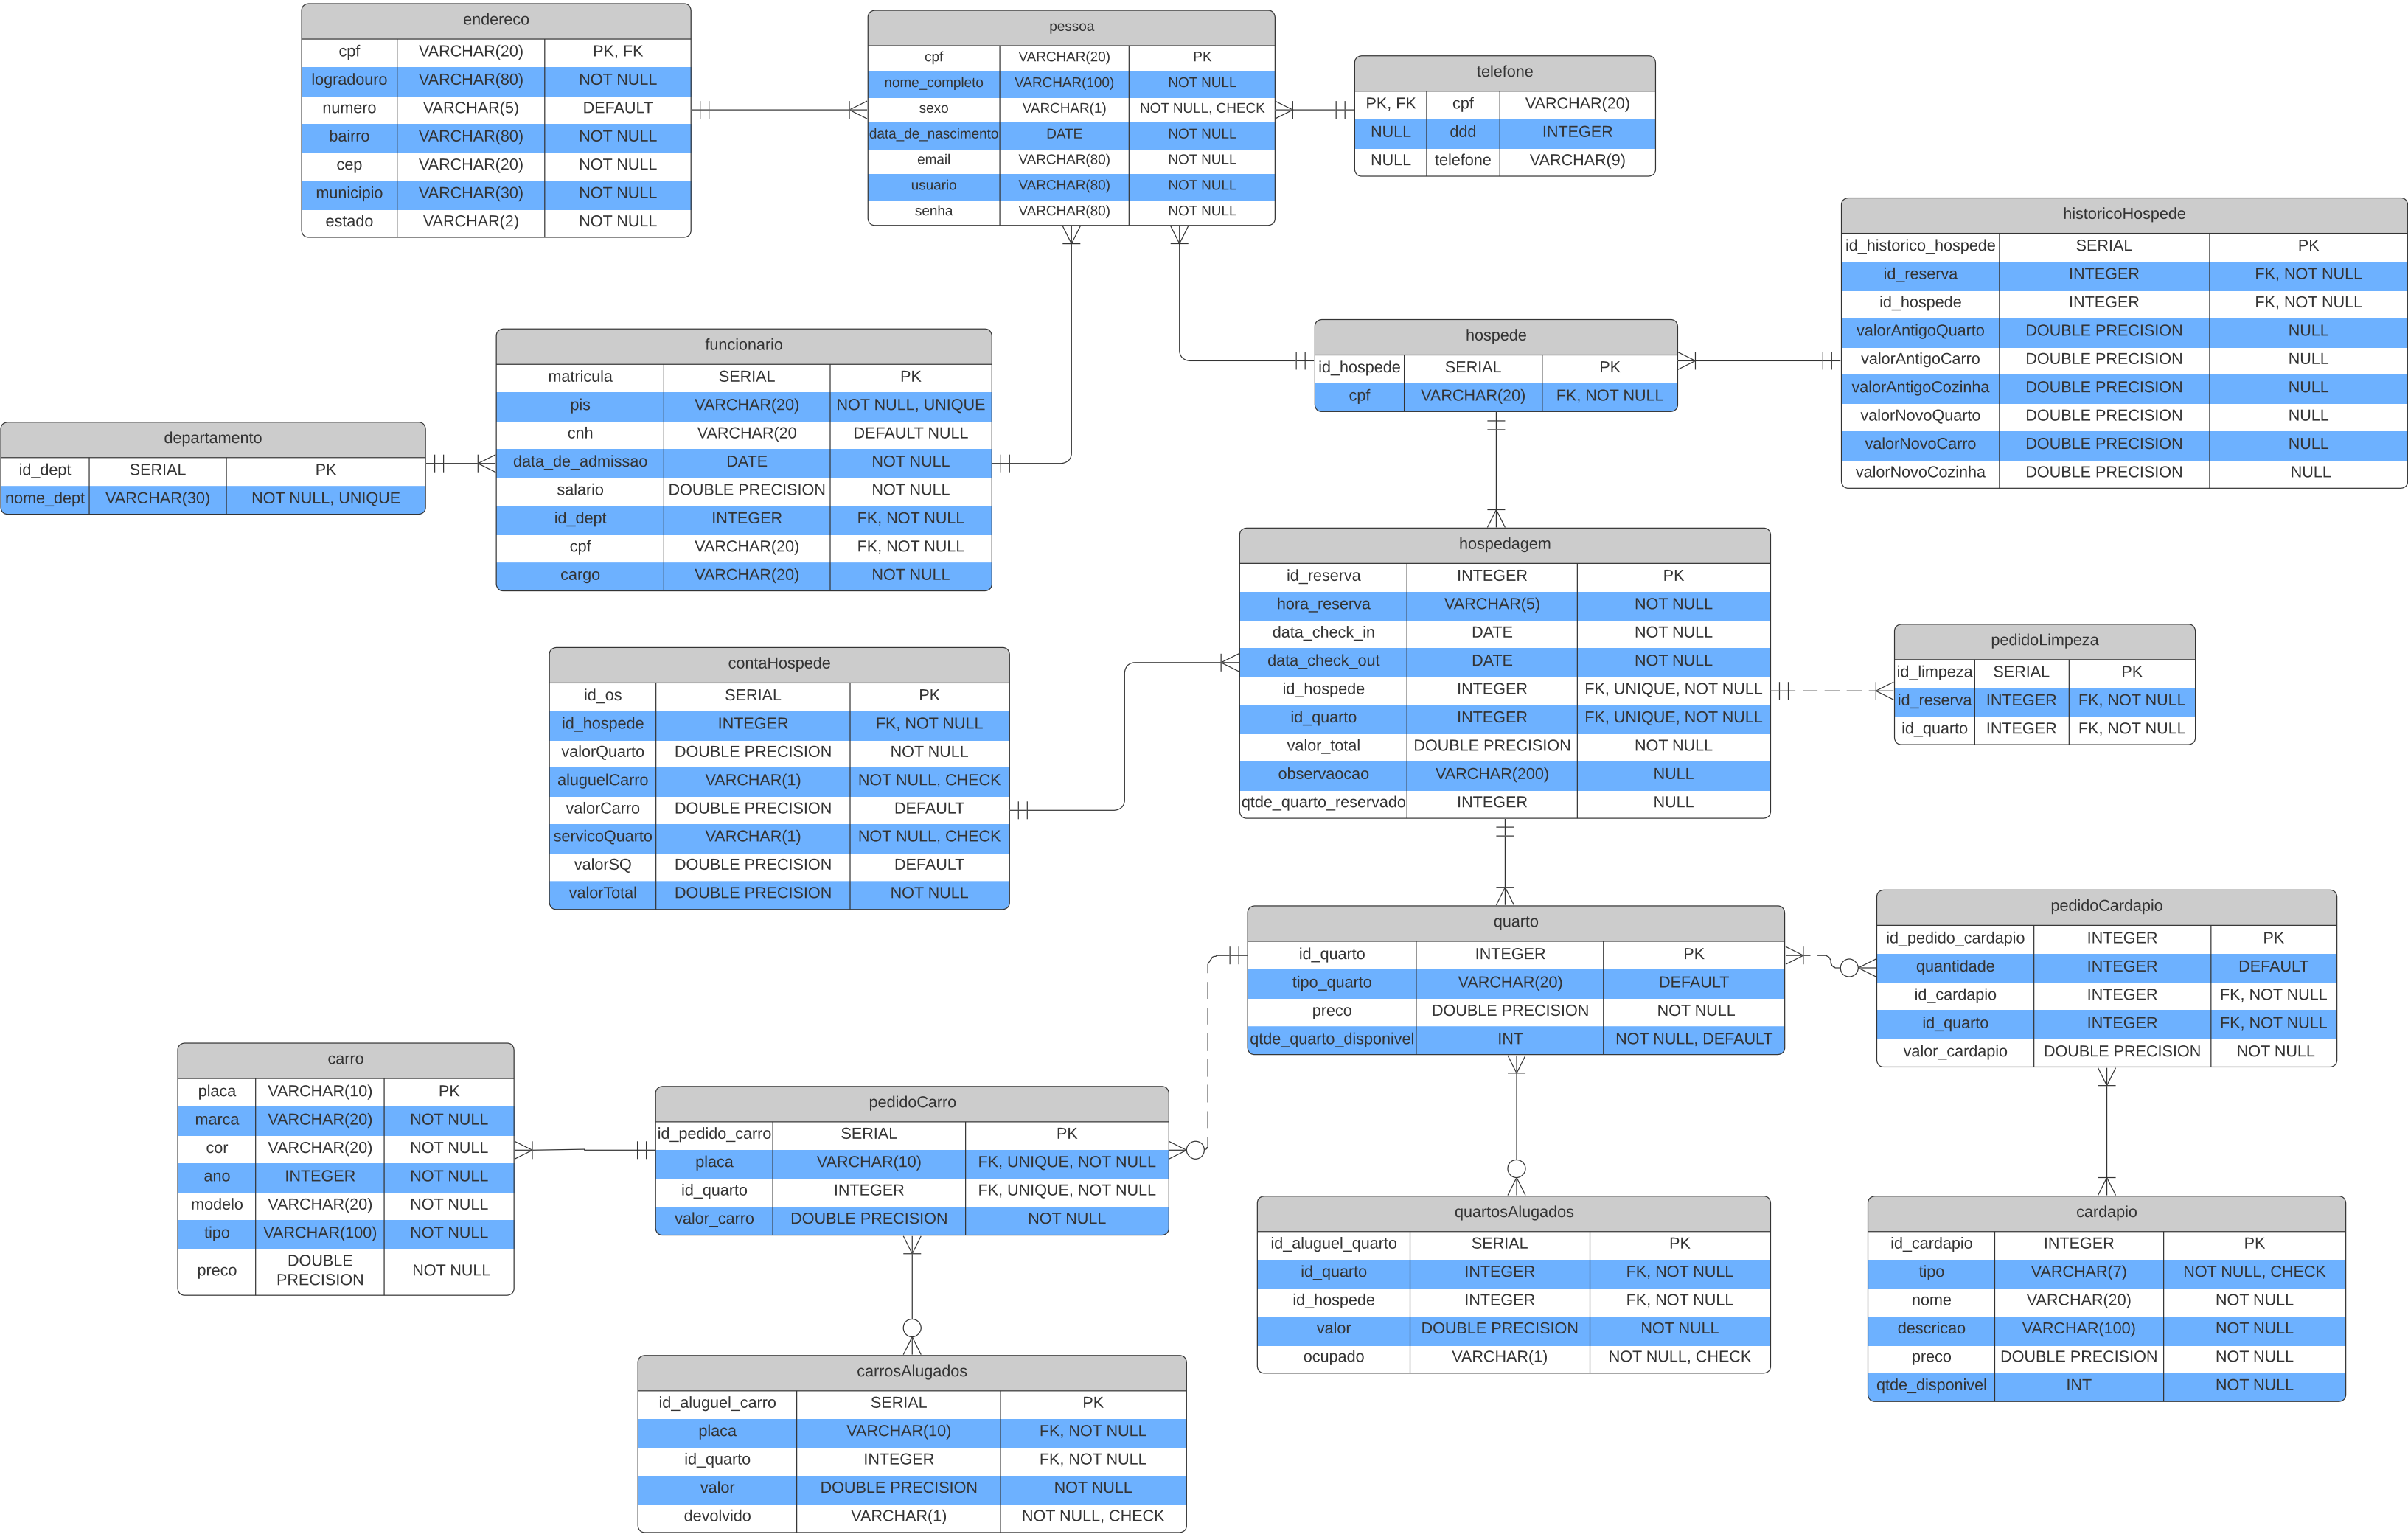 endereco
cpf VARCHAR(20) PK, FK
logradouro VARCHAR(80) NOT NULL
numero VARCHAR(5) DEFAULT
bairro VARCHAR(80) NOT NULL
cep VARCHAR(20) NOT NULL
municipio VARCHAR(30) NOT NULL
estado VARCHAR(2) NOT NULL
pessoa
cpf VARCHAR(20) PK
nome_completo VARCHAR(100) NOT NULL
sexo VARCHAR(1) NOT NULL, CHECK
data_de_nascimento DATE NOT NULL
email VARCHAR(80) NOT NULL
usuario VARCHAR(80) NOT NULL
senha VARCHAR(80) NOT NULL
telefone
PK, FK cpf VARCHAR(20)
NULL ddd INTEGER
NULL telefone VARCHAR(9)
historicoHospede
id_historico_hospede SERIAL PK
id_reserva INTEGER FK, NOT NULL
id_hospede INTEGER FK, NOT NULL
valorAntigoQuarto DOUBLE PRECISION NULL
valorAntigoCarro DOUBLE PRECISION NULL
valorAntigoCozinha DOUBLE PRECISION NULL
valorNovoQuarto DOUBLE PRECISION NULL
valorNovoCarro DOUBLE PRECISION NULL
valorNovoCozinha DOUBLE PRECISION NULL
funcionario
matricula SERIAL PK
pis VARCHAR(20) NOT NULL, UNIQUE
cnh VARCHAR(20 DEFAULT NULL
data_de_admissao DATE NOT NULL
salario DOUBLE PRECISION NOT NULL
id_dept INTEGER FK, NOT NULL
cpf VARCHAR(20) FK, NOT NULL
cargo VARCHAR(20) NOT NULL
hospede
id_hospede SERIAL PK
cpf VARCHAR(20) FK, NOT NULL
departamento
id_dept SERIAL PK
nome_dept VARCHAR(30) NOT NULL, UNIQUE
hospedagem
id_reserva INTEGER PK
hora_reserva VARCHAR(5) NOT NULL
data_check_in DATE NOT NULL
data_check_out DATE NOT NULL
id_hospede INTEGER FK, UNIQUE, NOT NULL
id_quarto INTEGER FK, UNIQUE, NOT NULL
valor_total DOUBLE PRECISION NOT NULL
observaocao VARCHAR(200) NULL
qtde_quarto_reservado INTEGER NULL
pedidoLimpeza
id_limpeza SERIAL PK
id_reserva INTEGER FK, NOT NULL
id_quarto INTEGER FK, NOT NULL
contaHospede
id_os SERIAL PK
id_hospede INTEGER FK, NOT NULL
valorQuarto DOUBLE PRECISION NOT NULL
aluguelCarro VARCHAR(1) NOT NULL, CHECK
valorCarro DOUBLE PRECISION DEFAULT
servicoQuarto VARCHAR(1) NOT NULL, CHECK
valorSQ DOUBLE PRECISION DEFAULT
valorTotal DOUBLE PRECISION NOT NULL
quarto
id_quarto INTEGER PK
tipo_quarto VARCHAR(20) DEFAULT
preco DOUBLE PRECISION NOT NULL
qtde_quarto_disponivel INT NOT NULL, DEFAULT
pedidoCardapio
id_pedido_cardapio INTEGER PK
quantidade INTEGER DEFAULT
id_cardapio INTEGER FK, NOT NULL
id_quarto INTEGER FK, NOT NULL
valor_cardapio DOUBLE PRECISION NOT NULL
carro
placa VARCHAR(10) PK
marca VARCHAR(20) NOT NULL
cor VARCHAR(20) NOT NULL
ano INTEGER NOT NULL
modelo VARCHAR(20) NOT NULL
tipo VARCHAR(100) NOT NULL
preco DOUBLE PRECISION NOT NULL
pedidoCarro
id_pedido_carro SERIAL PK
placa VARCHAR(10) FK, UNIQUE, NOT NULL
id_quarto INTEGER FK, UNIQUE, NOT NULL
valor_carro DOUBLE PRECISION NOT NULL
quartosAlugados
id_aluguel_quarto SERIAL PK
id_quarto INTEGER FK, NOT NULL
id_hospede INTEGER FK, NOT NULL
valor DOUBLE PRECISION NOT NULL
ocupado VARCHAR(1) NOT NULL, CHECK
cardapio
id_cardapio INTEGER PK
tipo VARCHAR(7) NOT NULL, CHECK
nome VARCHAR(20) NOT NULL
descricao VARCHAR(100) NOT NULL
preco DOUBLE PRECISION NOT NULL
qtde_disponivel INT NOT NULL
carrosAlugados
id_aluguel_carro SERIAL PK
placa VARCHAR(10) FK, NOT NULL
id_quarto INTEGER FK, NOT NULL
valor DOUBLE PRECISION NOT NULL
devolvido VARCHAR(1) NOT NULL, CHECK